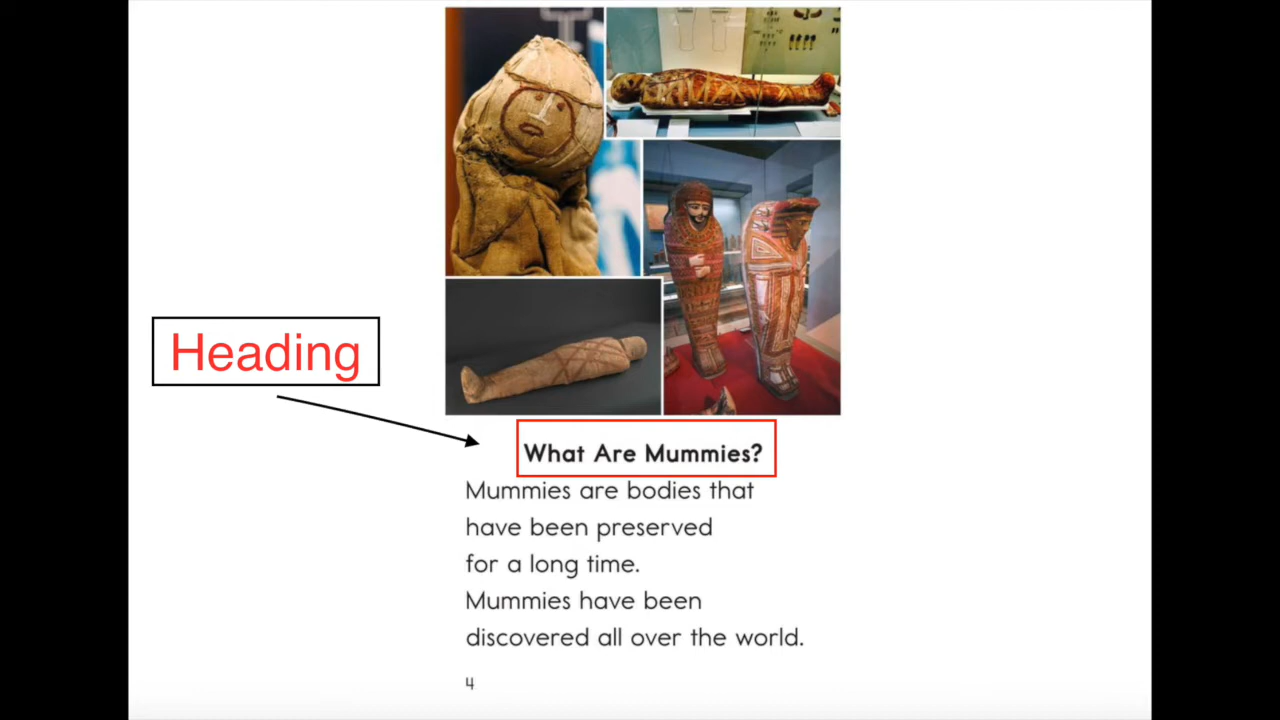 Heading
What Are Mummies?
Mummies are bodies that
have been preserved
for a long time.
Mummies have been
discovered all over the world.
4